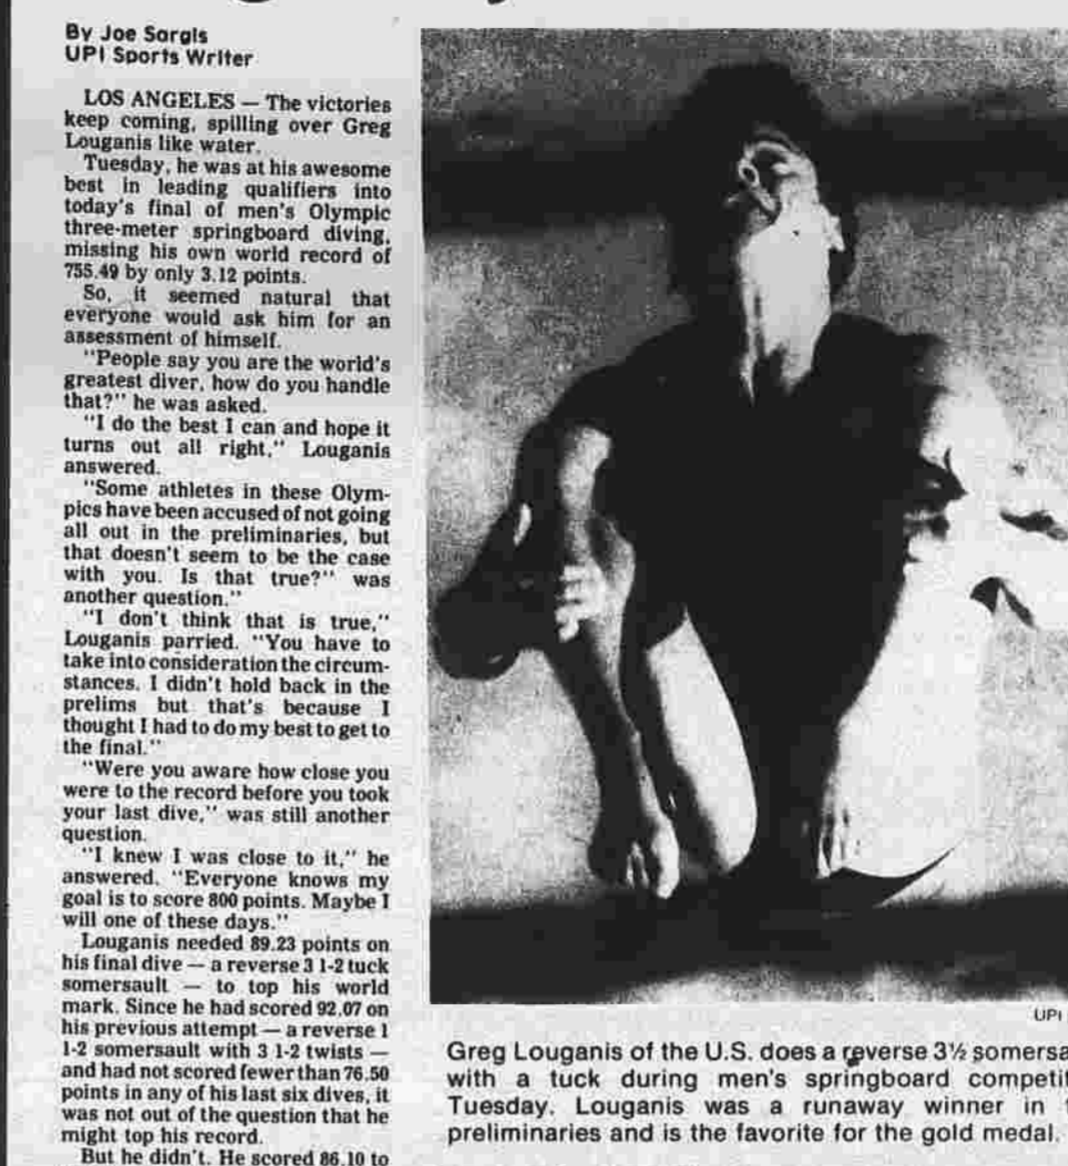 By Joe Sargis
UPI Sports Writer
LOS ANGELES — The victories
keep coming, spilling over Greg
Louganis like water.
Tuesday, he was at his awesome
best in leading qualifiers into
today's final of men's Olympic
three-meter springboard diving,
missing his own world record of
755.49 by only 3.12 points.
So, it seemed natural that
everyone would ask him for an
assessment of himself.
"People say you are the world's
greatest diver, how do you handle
that?" he was asked.
"I do the best I can and hope it
turns out all right," Louganis
answered.
"Some athletes in these Olym-
pics have been accused of not going
all out in the preliminaries, but
that doesn't seem to be the case
with you. Is that true?" was
another question."
"I don't think that is true,"
Louganis parried. "You have to
take into consideration the circum-
stances. I didn't hold back in the
prelims but that's because I
thought I had to do my best to get to
the final."
"Were you aware how close you
were to the record before you took
your last dive," was still another
question.
"I knew I was close to it," he
answered. "Everyone knows my
goal is to score 800 points. Maybe I
will one of these days."
Louganis needed 89.23 points on
his final dive — a reverse 3 1-2 tuck
somersault — to top his world
mark. Since he had scored 92.07 on
his previous attempt — a reverse 1
1-2 somersault with 3 1-2 twists —
and had not scored fewer than 76.50
points in any of his last six dives, it
was not out of the question that he
might top his record.
But he didn't. He scored 86.10 to
UPI
Greg Louganis of the U.S. does a reverse 3½ somersa
with a tuck during men's springboard competit
Tuesday. Louganis was a runaway winner in t
preliminaries and is the favorite for the gold medal.